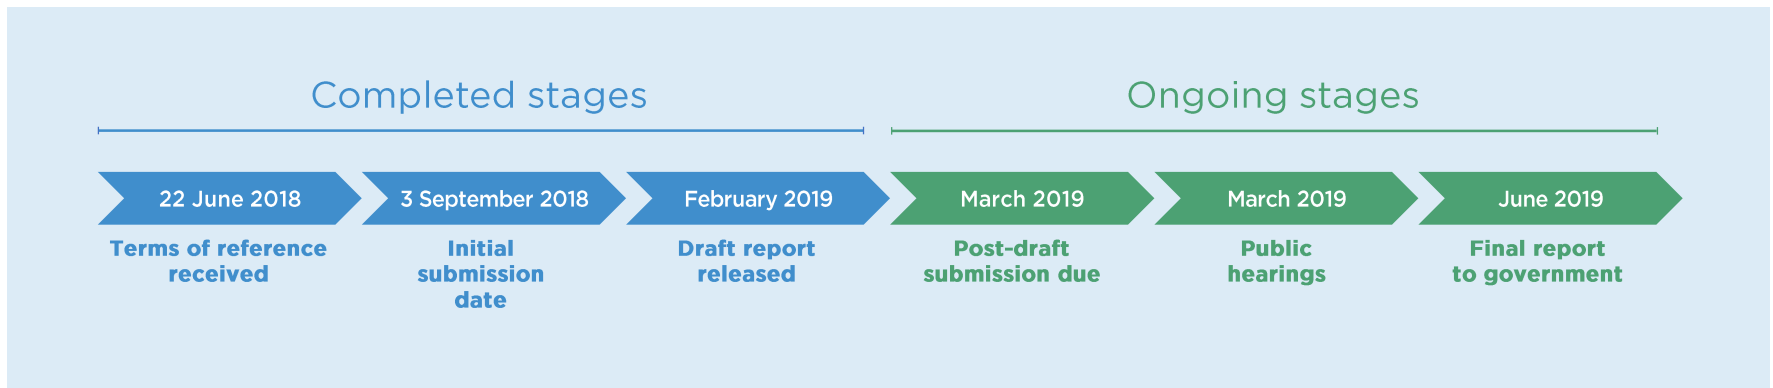 Completed stages
Ongoing stages
22 June 2018
3 September 2018
February 2019
March 2019
March 2019
June 2019
Terms of reference
received
Initial
submission
date
Draft report
released
Post-draft
submission due
Public
hearings
Final report
to government